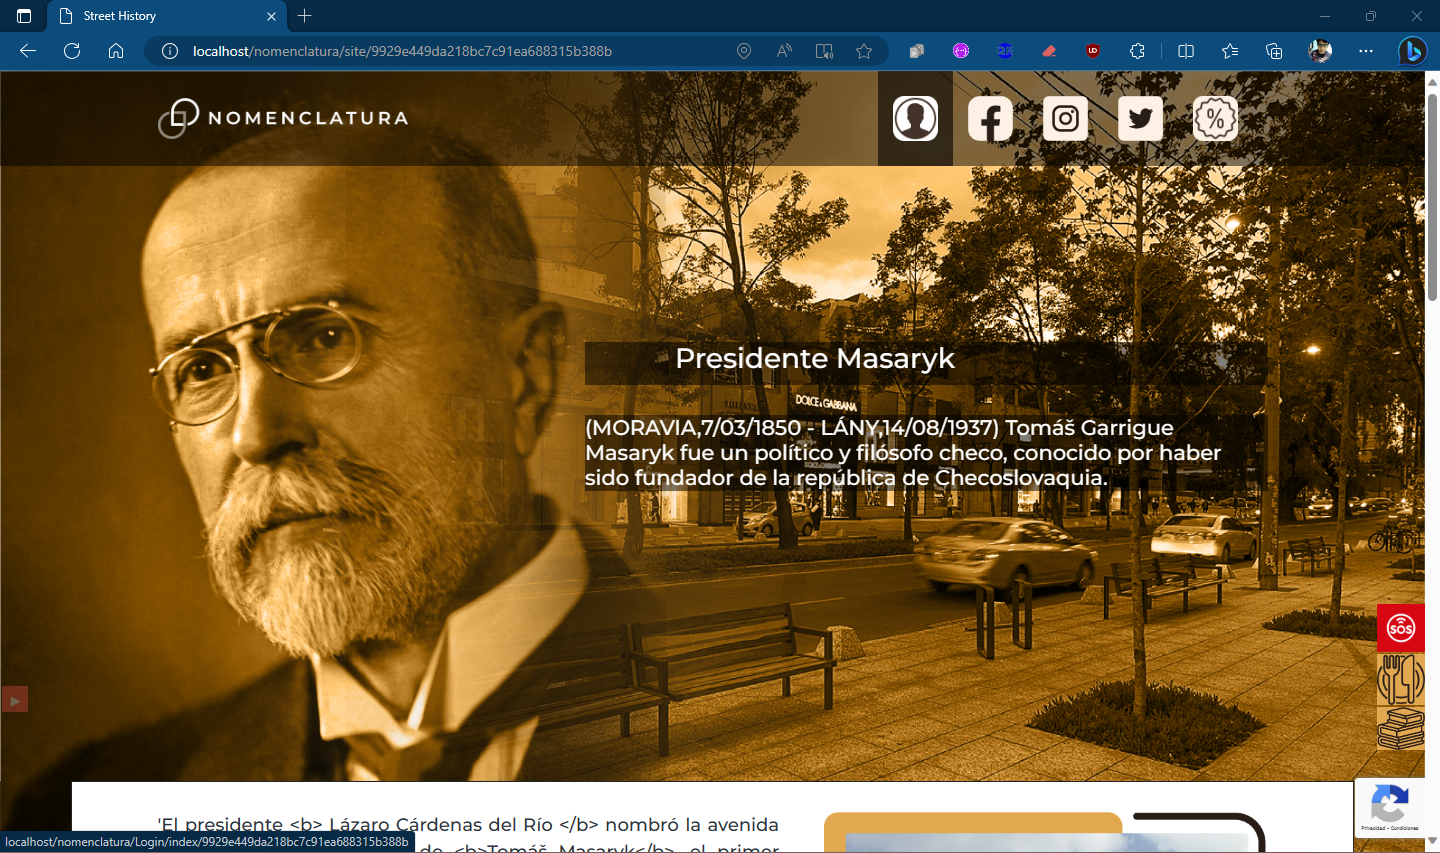 Street History
localhost/nomenclatura/site/9929e449da218bc7c91ea688315b388b
NOMENCLATURA
Presidente Masaryk
DOLCE & GABBANA
(MORAVIA,7/03/1850 - LÁNY,14/08/1937) Tomáš Garrigue
Masaryk fue un político y filósofo checo, conocido por haber
sido fundador de la república de Checoslovaquia.
SOS
'El presidente <b> Lázaro Cárdenas del Río </b> nombró la avenida
de <b>Tomáš Masaryk</b>, el primer
Privacidad - Condiciones
localhost/nomenclatura/Login/index/9929e449da218bc7c91ea688315b388b